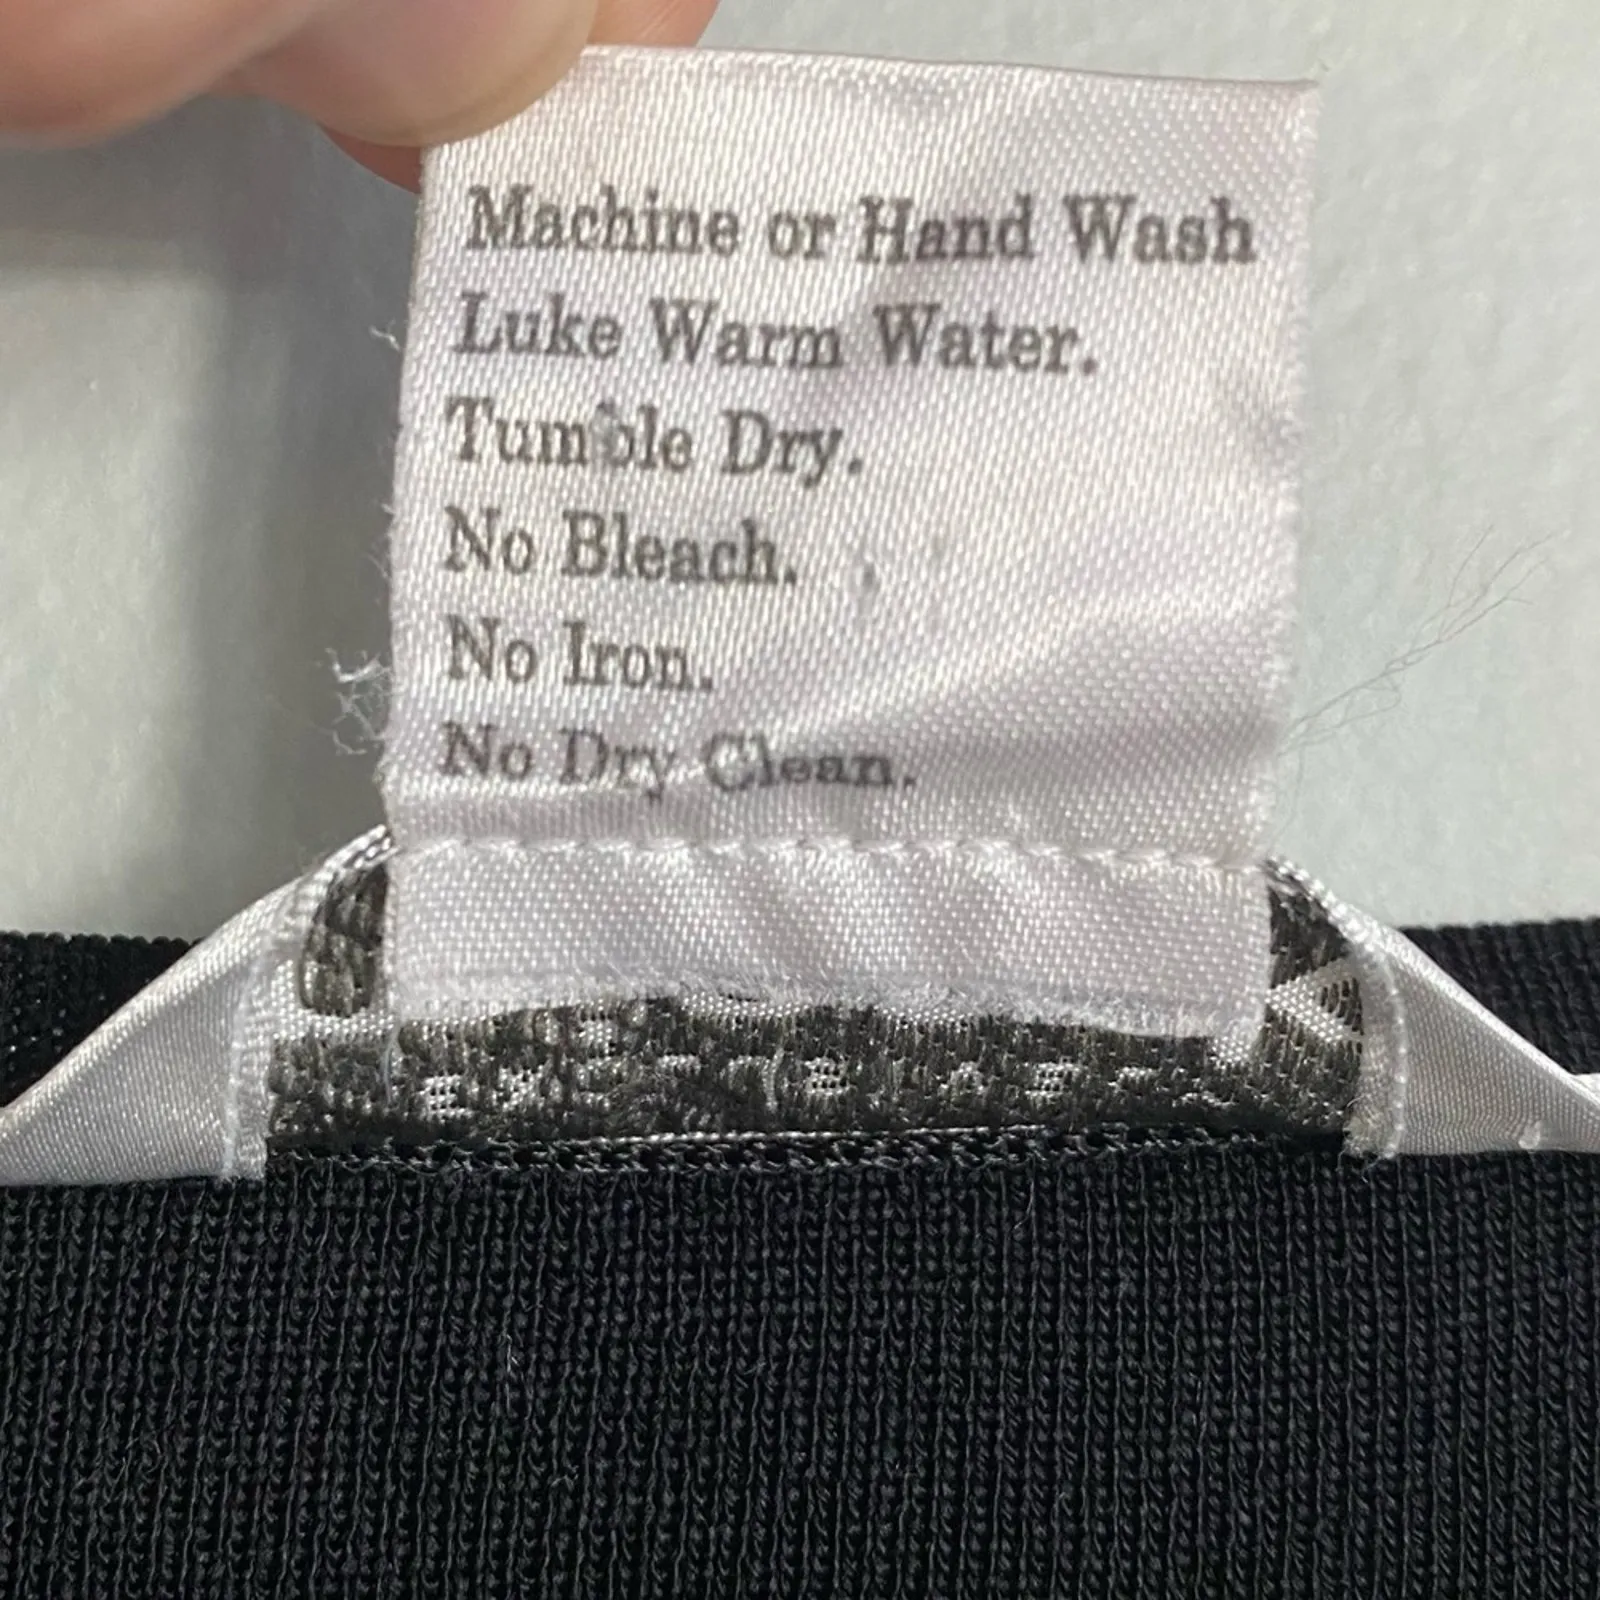 Machine or Hand Wash
Luke Warm Water.
Tumble Dry.
No Bleach.
No Iron.
No Dry Clean.